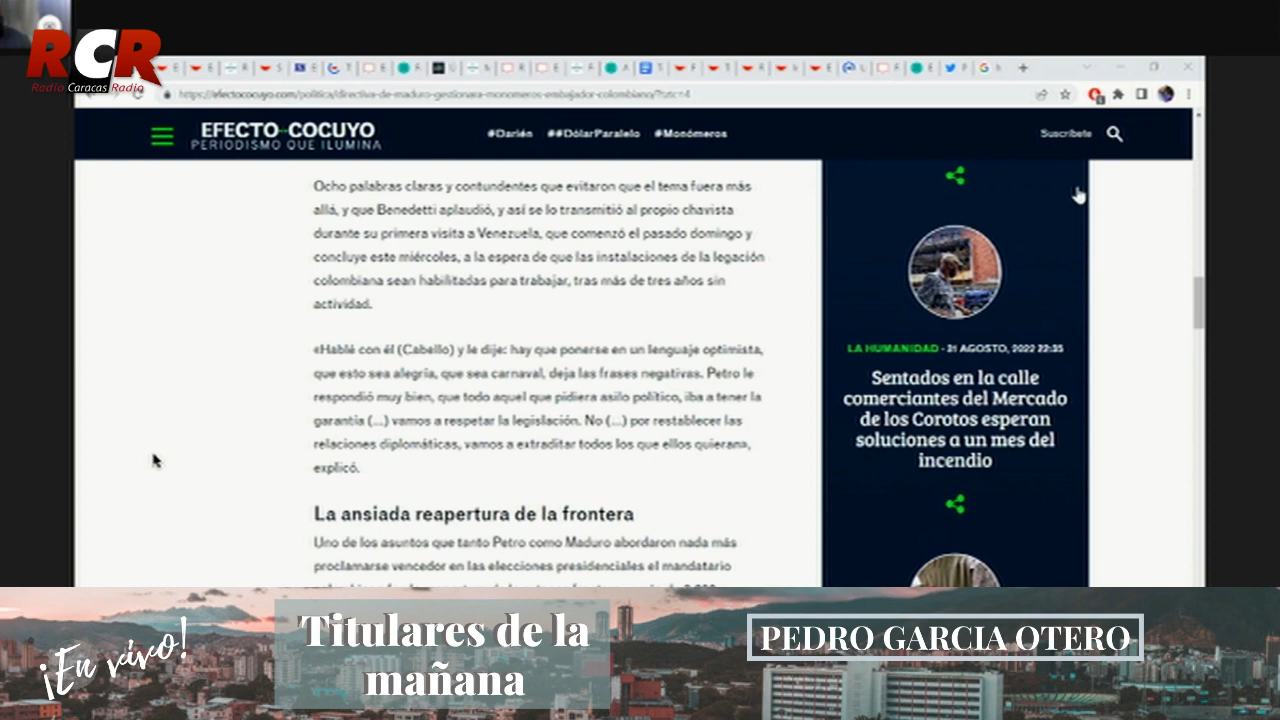 RCR
Radio Caracas Radio
https://efectococuyo.com/politica/directiva-de-maduro-gestionara-monomeros-embajador-colombiano/?utc=4
EFECTO COCUYO
PERIODISMO QUE ILUMINA
#Darién ##DólarParalelo #Monómeros
Suscríbete
Ocho palabras claras y contundentes que evitaron que el tema fuera más
allá, y que Benedetti aplaudió, y así se lo transmitió al propio chavista
durante su primera visita a Venezuela, que comenzó el pasado domingo y
concluye este miércoles, a la espera de que las instalaciones de la legación
colombiana sean habilitadas para trabajar, tras más de tres años sin
actividad.
«Hablé con él (Cabello) y le dije: hay que ponerse en un lenguaje optimista,
que esto sea alegría, que sea carnaval, deja las frases negativas. Petro le
respondió muy bien, que todo aquel que pidiera asilo político, iba a tener la
garantía (...) vamos a respetar la legislación. No (...) por restablecer las
relaciones diplomáticas, vamos a extraditar todos los que ellos quieran»,
explicó.
La ansiada reapertura de la frontera
Uno de los asuntos que tanto Petro como Maduro abordaron nada más
proclamarse vencedor en las elecciones presidenciales el mandatario
LA HUMANIDAD - 31 AGOSTO, 2022 22:35
Sentados en la calle
comerciantes del Mercado
de los Corotos esperan
soluciones a un mes del
incendio
¡En vivo!
Titulares de la
mañana
PEDRO GARCIA OTERO